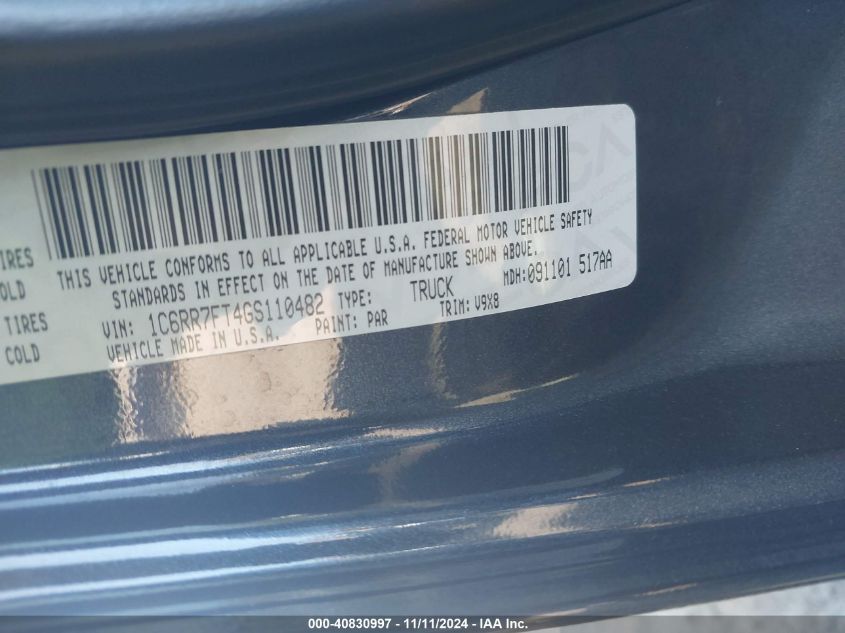 THIS VEHICLE CONFORMS TO ALL APPLICABLE U.S.A. FEDERAL MOTOR VEHICLE SAFETY
STANDARDS IN EFFECT ON THE DATE OF MANUFACTURE SHOWN ABOVE.
VIN: 1C6RR7FT4GS110482 TYPE: TRUCK MDH:091101 517AA
VEHICLE MADE IN U.S.A. PAINT: PAR TRIM: V9X8
IRES
OLD
TIRES
COLD
000-40830997 - 11/11/2024 - IAA Inc.